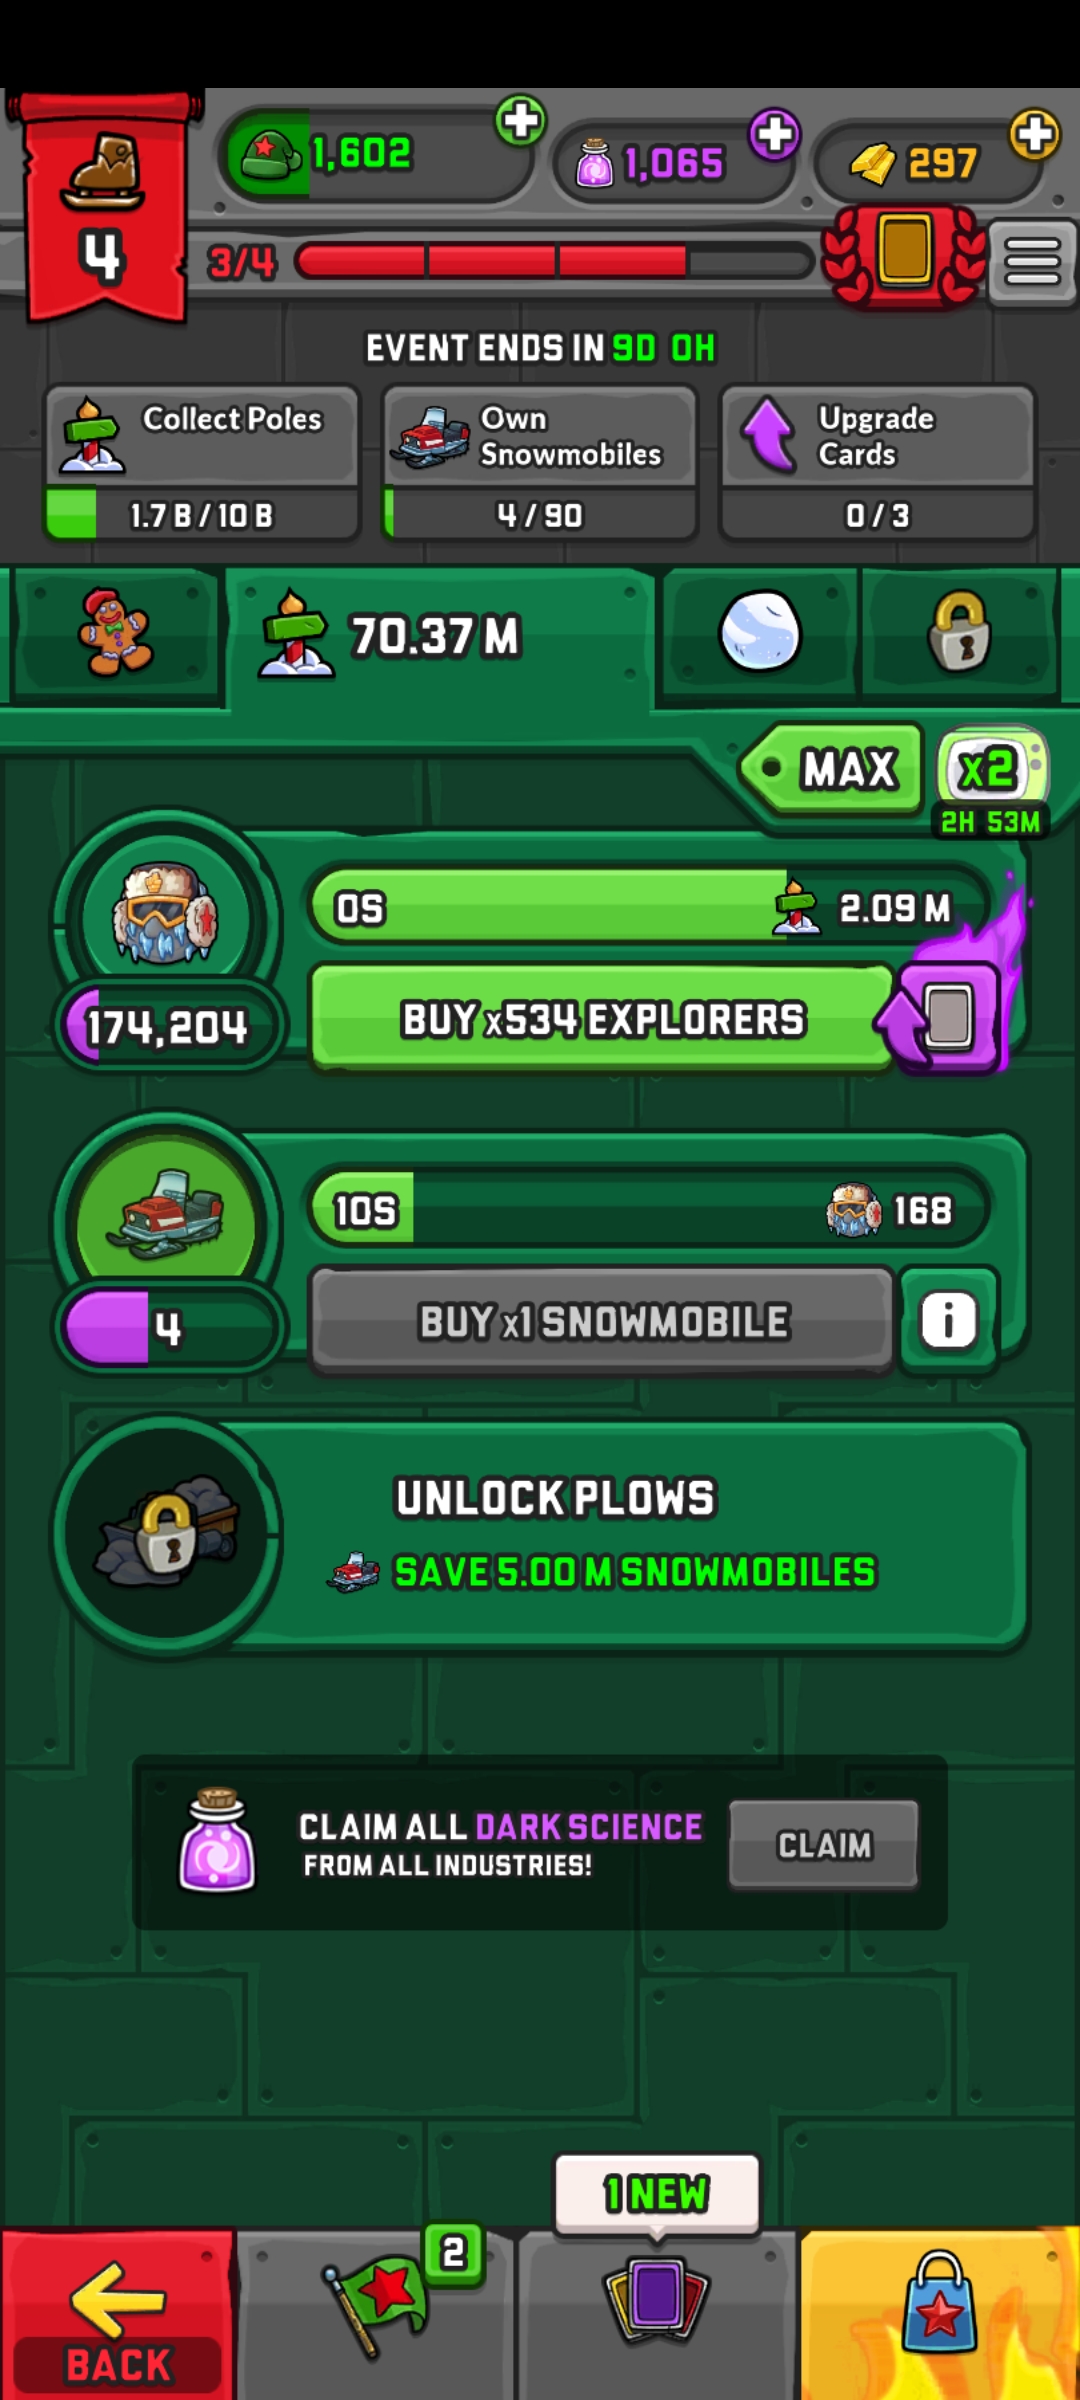 1,602
1,065
297
4
3/4
EVENT ENDS IN 9D 0H
Collect Poles
1.7 B / 10 B
Own
Snowmobiles
4 / 90
Upgrade
Cards
0 / 3
70.37 M
MAX
x2
2H 53M
0S
2.09 M
174,204
BUY x534 EXPLORERS
10S
168
4
BUY x1 SNOWMOBILE
i
UNLOCK PLOWS
SAVE 5.00 M SNOWMOBILES
CLAIM ALL DARK SCIENCE
FROM ALL INDUSTRIES!
CLAIM
1 NEW
2
BACK